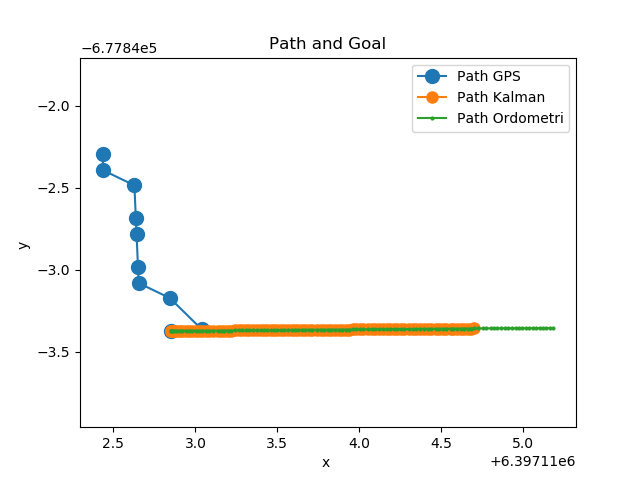 Path and Goal
−6.7784e5
Path GPS
Path Kalman
Path Ordometri
−2.0
−2.5
−3.0
−3.5
y
2.5 3.0 3.5 4.0 4.5 5.0
x
+6.39711e6